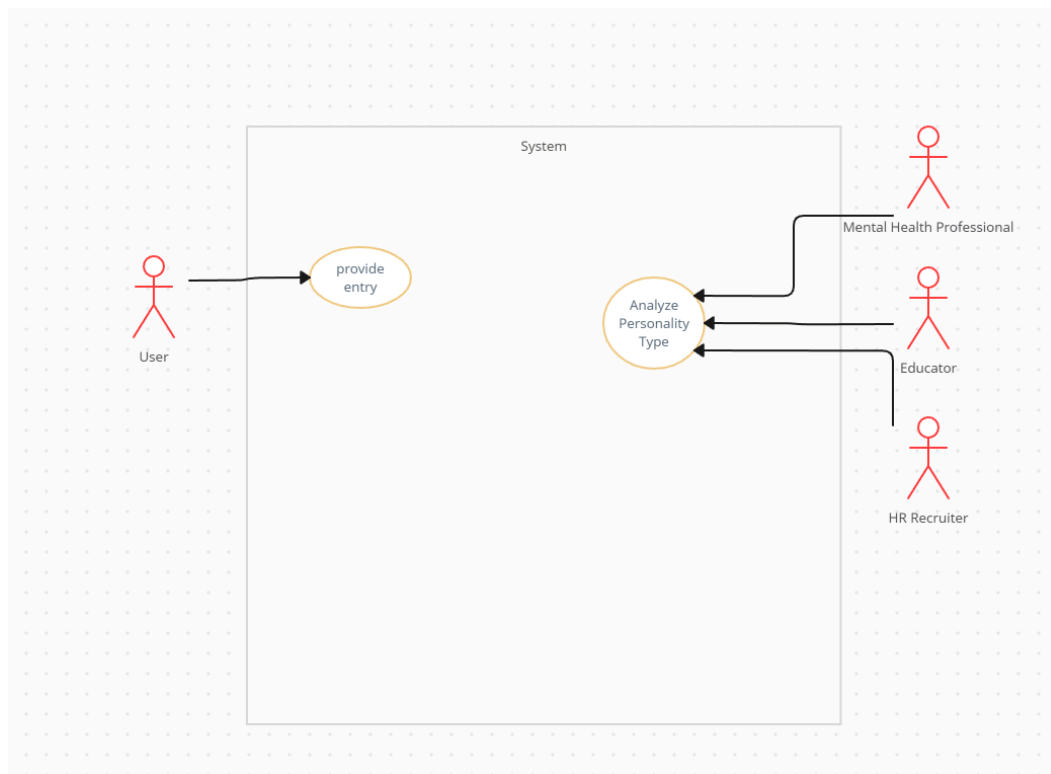 System
provide
entry
User
Analyze
Personality
Type
Mental Health Professional
Educator
HR Recruiter